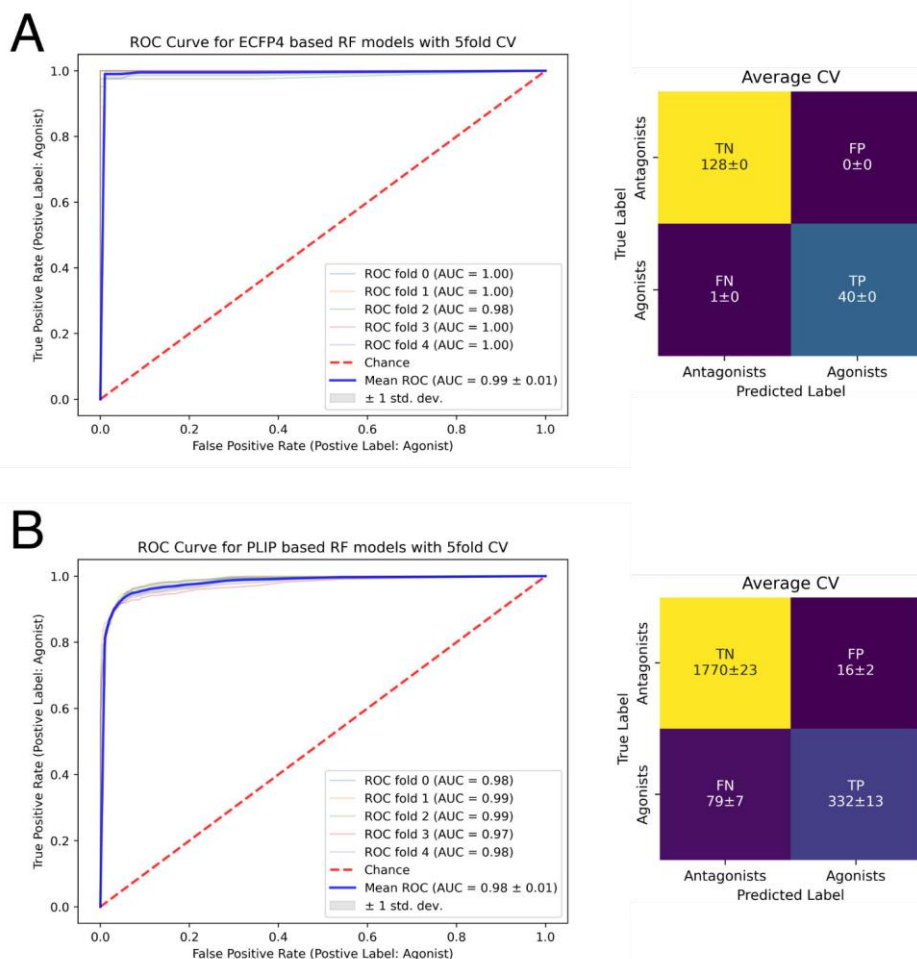 A
ROC Curve for ECFP4 based RF models with 5fold CV
True Positive Rate (Postive Label: Agonist)
1.0
0.8
0.6
0.4
0.2
0.0
ROC fold 0 (AUC = 1.00)
ROC fold 1 (AUC = 1.00)
ROC fold 2 (AUC = 0.98)
ROC fold 3 (AUC = 1.00)
ROC fold 4 (AUC = 1.00)
Chance
Mean ROC (AUC = 0.99 ± 0.01)
± 1 std. dev.
0.0 0.2 0.4 0.6 0.8 1.0
False Positive Rate (Postive Label: Agonist)
Average CV
True Label
Antagonists
Agonists
TN
128±0
FP
0±0
FN
1±0
TP
40±0
Antagonists Agonists
Predicted Label
B
ROC Curve for PLIP based RF models with 5fold CV
True Positive Rate (Postive Label: Agonist)
1.0
0.8
0.6
0.4
0.2
0.0
ROC fold 0 (AUC = 0.98)
ROC fold 1 (AUC = 0.99)
ROC fold 2 (AUC = 0.99)
ROC fold 3 (AUC = 0.97)
ROC fold 4 (AUC = 0.98)
Chance
Mean ROC (AUC = 0.98 ± 0.01)
± 1 std. dev.
0.0 0.2 0.4 0.6 0.8 1.0
False Positive Rate (Postive Label: Agonist)
Average CV
True Label
Antagonists
Agonists
TN
1770±23
FP
16±2
FN
79±7
TP
332±13
Antagonists Agonists
Predicted Label